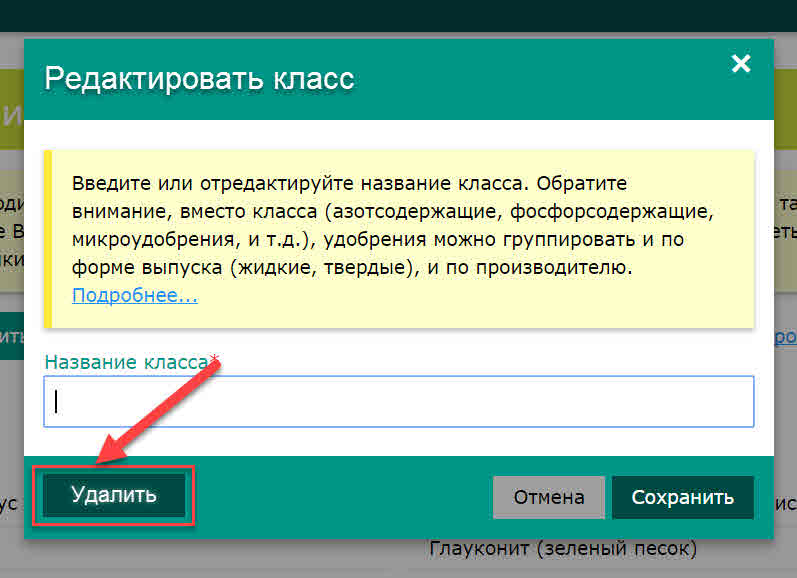 Редактировать класс
Введите или отредактируйте название класса. Обратите
внимание, вместо класса (азотсодержащие, фосфорсодержащие,
микроудобрения, и т.д.), удобрения можно группировать и по
форме выпуска (жидкие, твердые), и по производителю.
Подробнее...
Название класса*
Удалить
Отмена
Сохранить
Глауконит (зеленый песок)